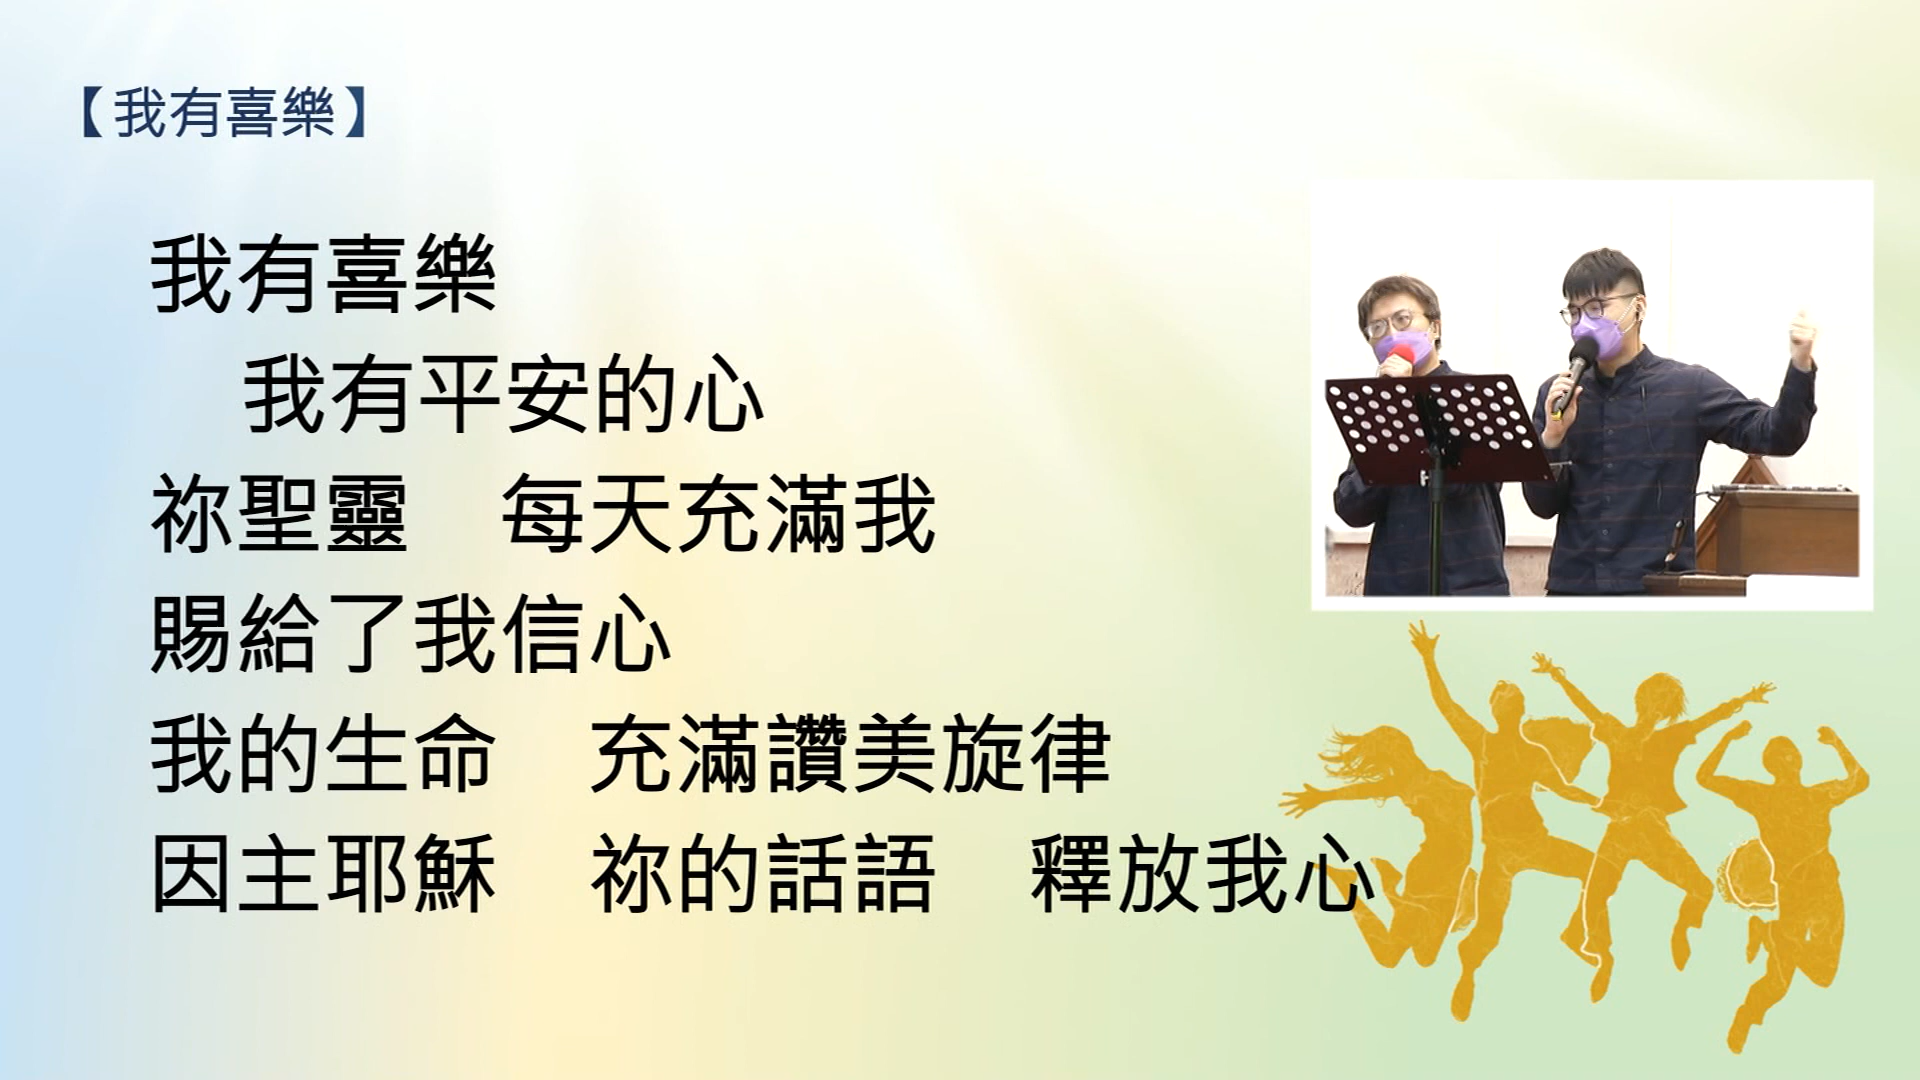 【我有喜樂】
我有喜樂
我有平安的心
祢聖靈　每天充滿我
賜給了我信心
我的生命　充滿讚美旋律
因主耶穌　祢的話語　釋放我心